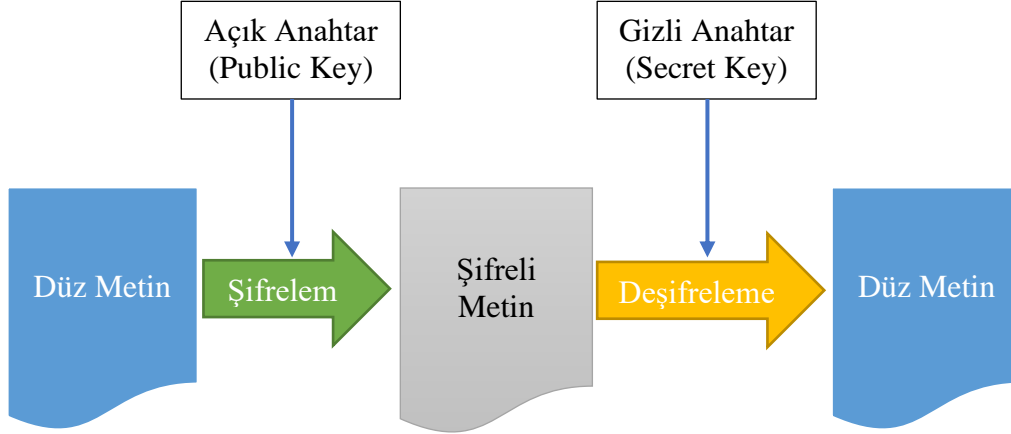 Açık Anahtar
(Public Key)
Gizli Anahtar
(Secret Key)
Düz Metin
Şifrelem
Şifreli
Metin
Deşifreleme
Düz Metin